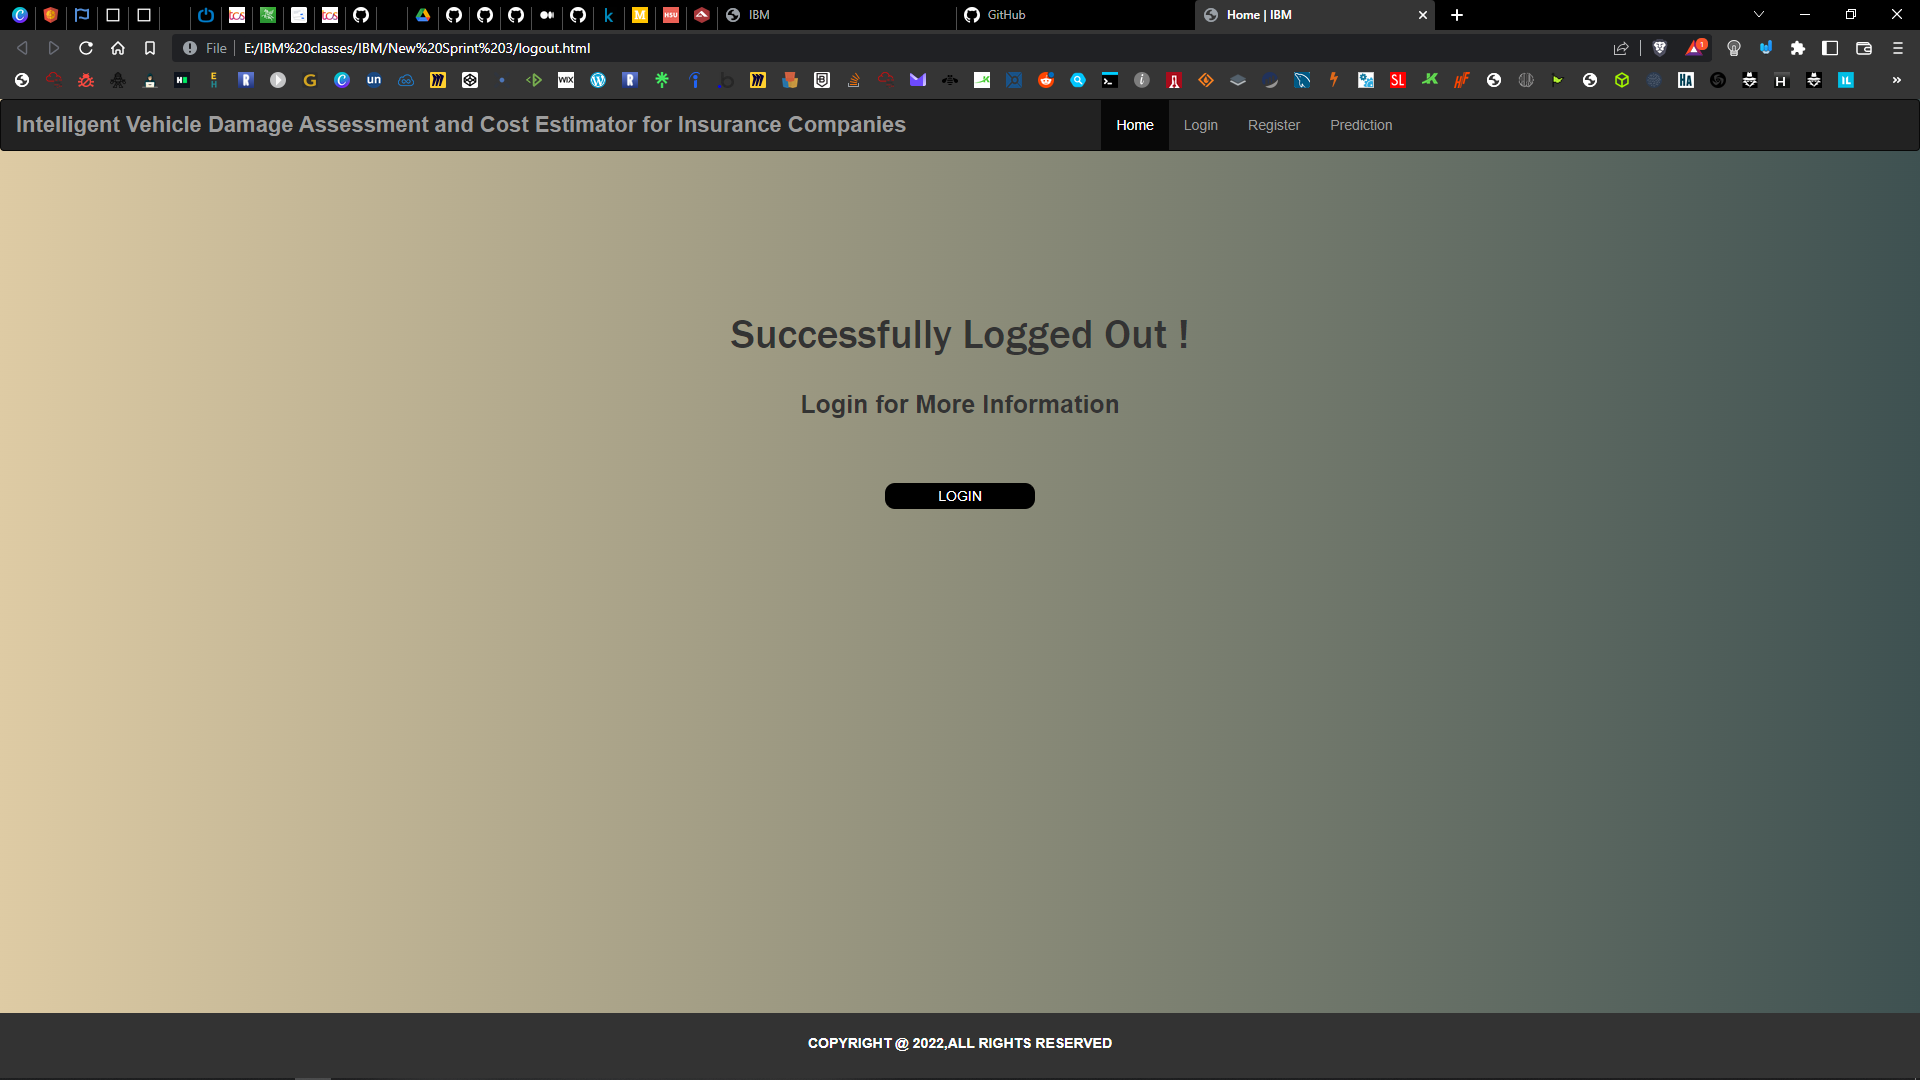 IBM
GitHub
Home | IBM
File
E:/IBM%20classes/IBM/New%20Sprint%203/logout.html
Intelligent Vehicle Damage Assessment and Cost Estimator for Insurance Companies
Home
Login
Register
Prediction
Successfully Logged Out !
Login for More Information
LOGIN
COPYRIGHT @ 2022,ALL RIGHTS RESERVED